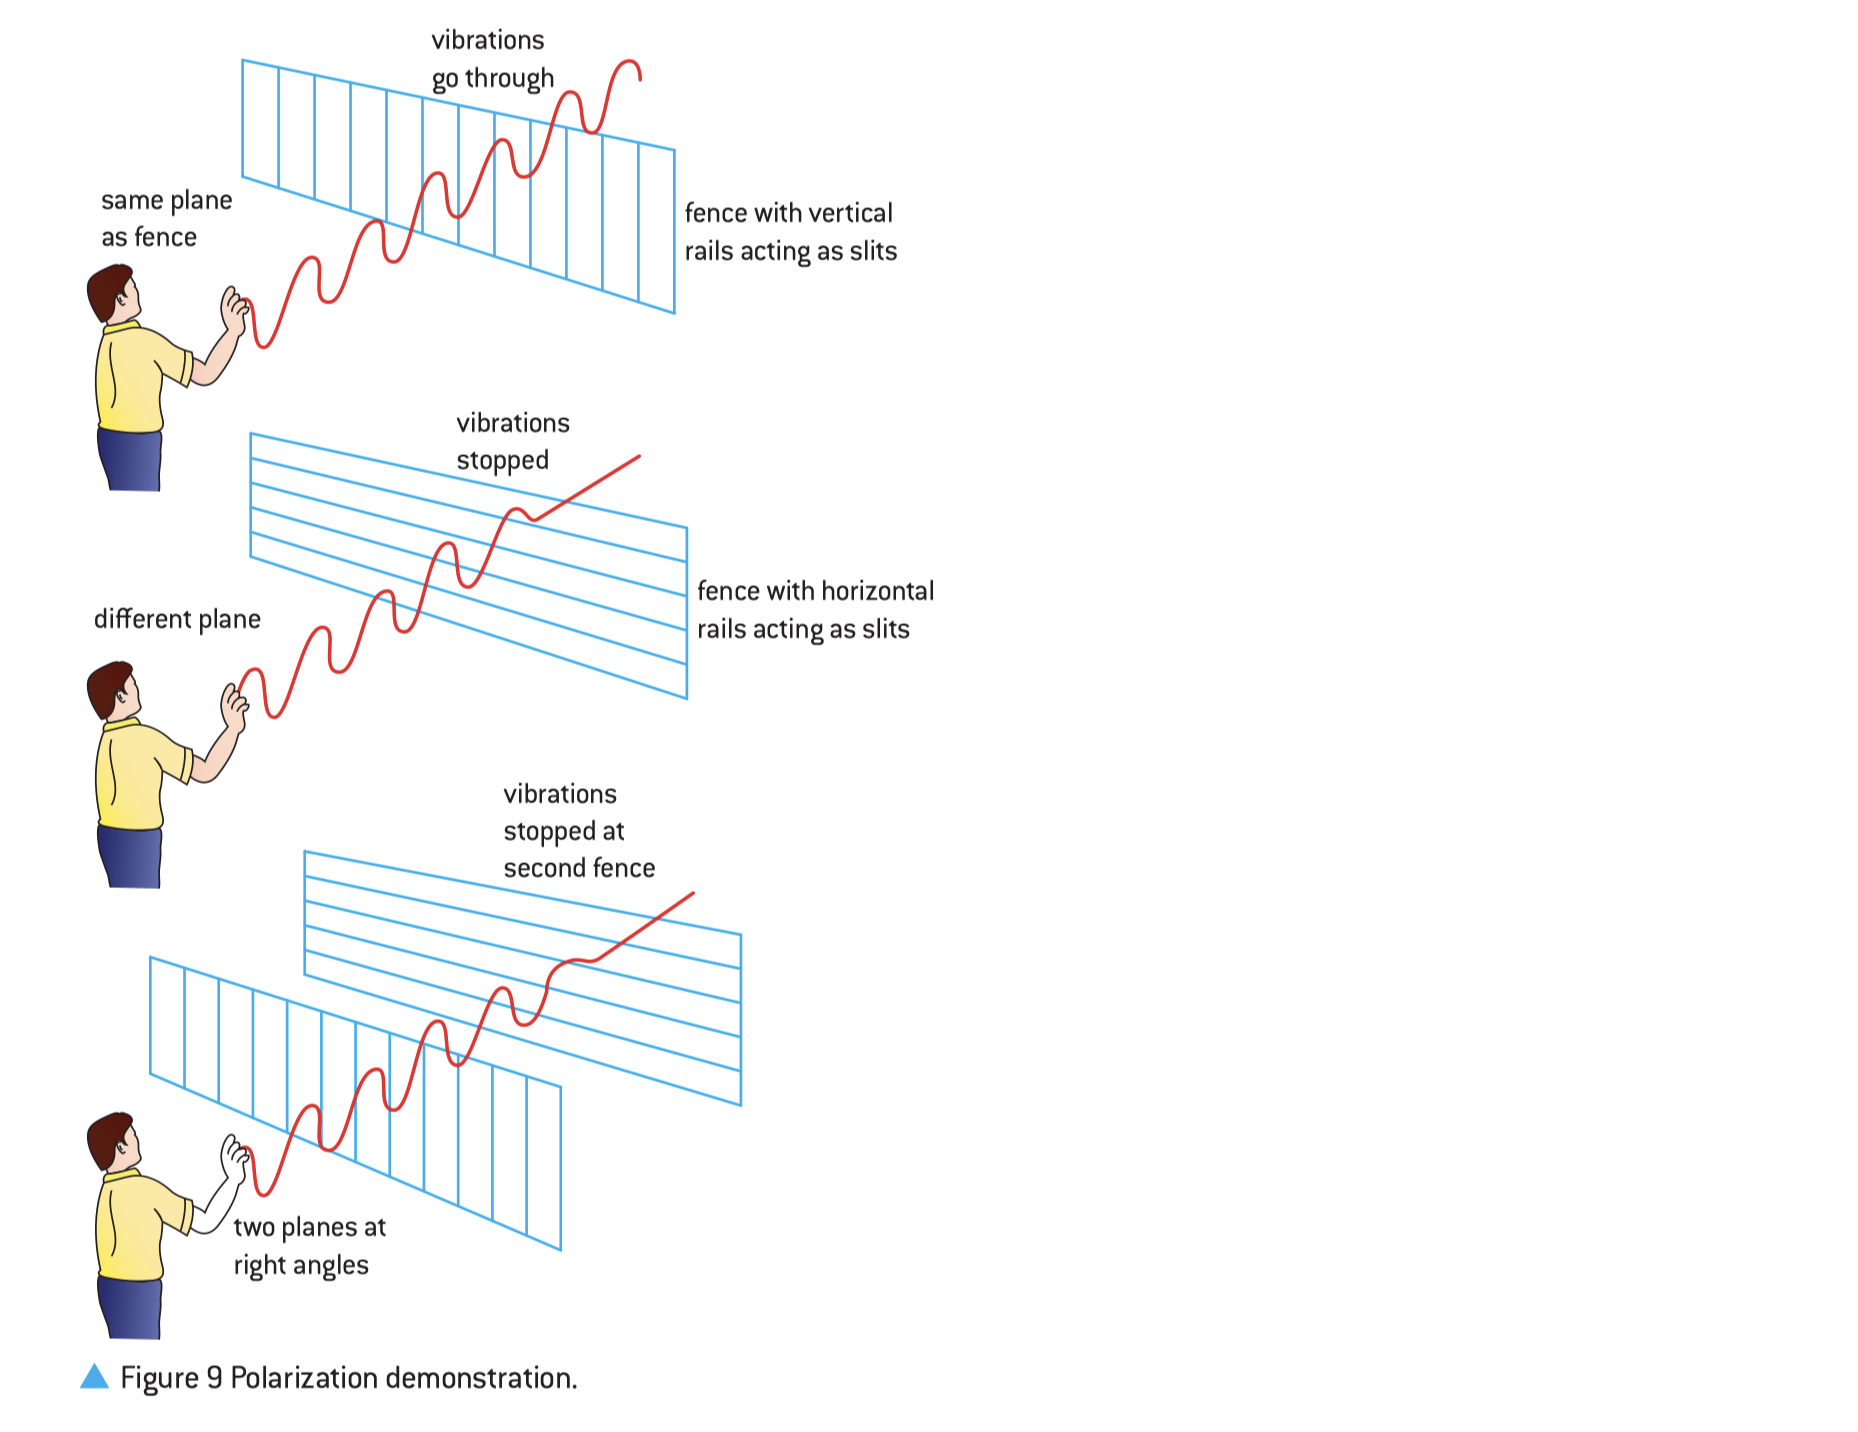 vibrations
go through
same plane
as fence
fence with vertical
rails acting as slits
vibrations
stopped
different plane
fence with horizontal
rails acting as slits
vibrations
stopped at
second fence
two planes at
right angles
Figure 9 Polarization demonstration.